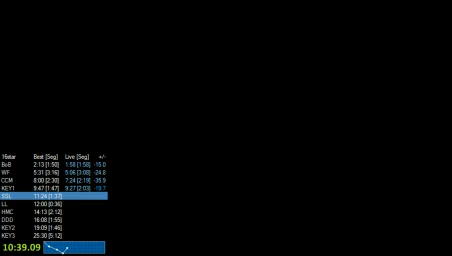 16star Best [Seg] Live [Seg] +/-
BoB 2:13 [1:50] 1:58 [1:58] -15.0
WF 5:31 [3:16] 5:06 [3:08] -24.8
CCM 8:00 [2:30] 7:24 [2:19] -35.9
KEY1 9:47 [1:47] 9:27 [2:03] -19.7
SSL 11:24 [1:37]
LL 12:00 [0:36]
HMC 14:13 [2:12]
DDD 16:08 [1:55]
KEY2 19:09 [1:46]
KEY3 25:30 [5:12]
10:39.09